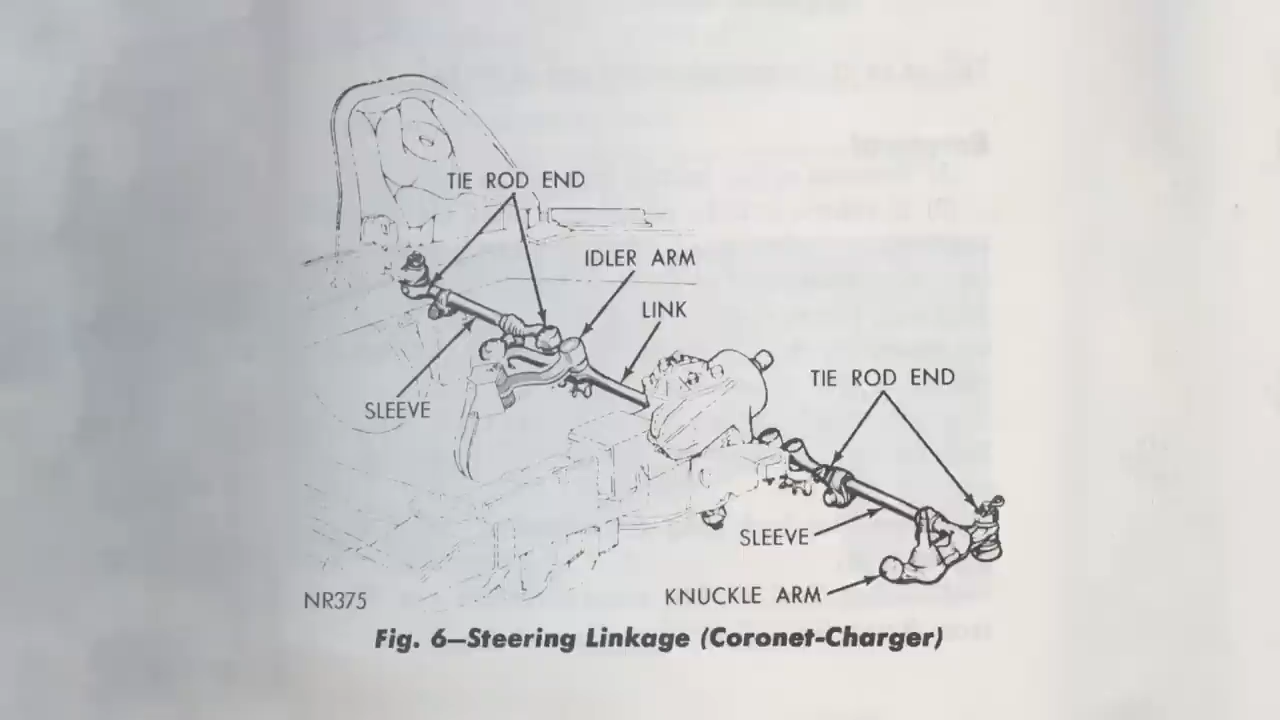 TIE ROD END
IDLER ARM
LINK
TIE ROD END
SLEEVE
SLEEVE
KNUCKLE ARM
NR375
Fig. 6—Steering Linkage (Coronet-Charger)